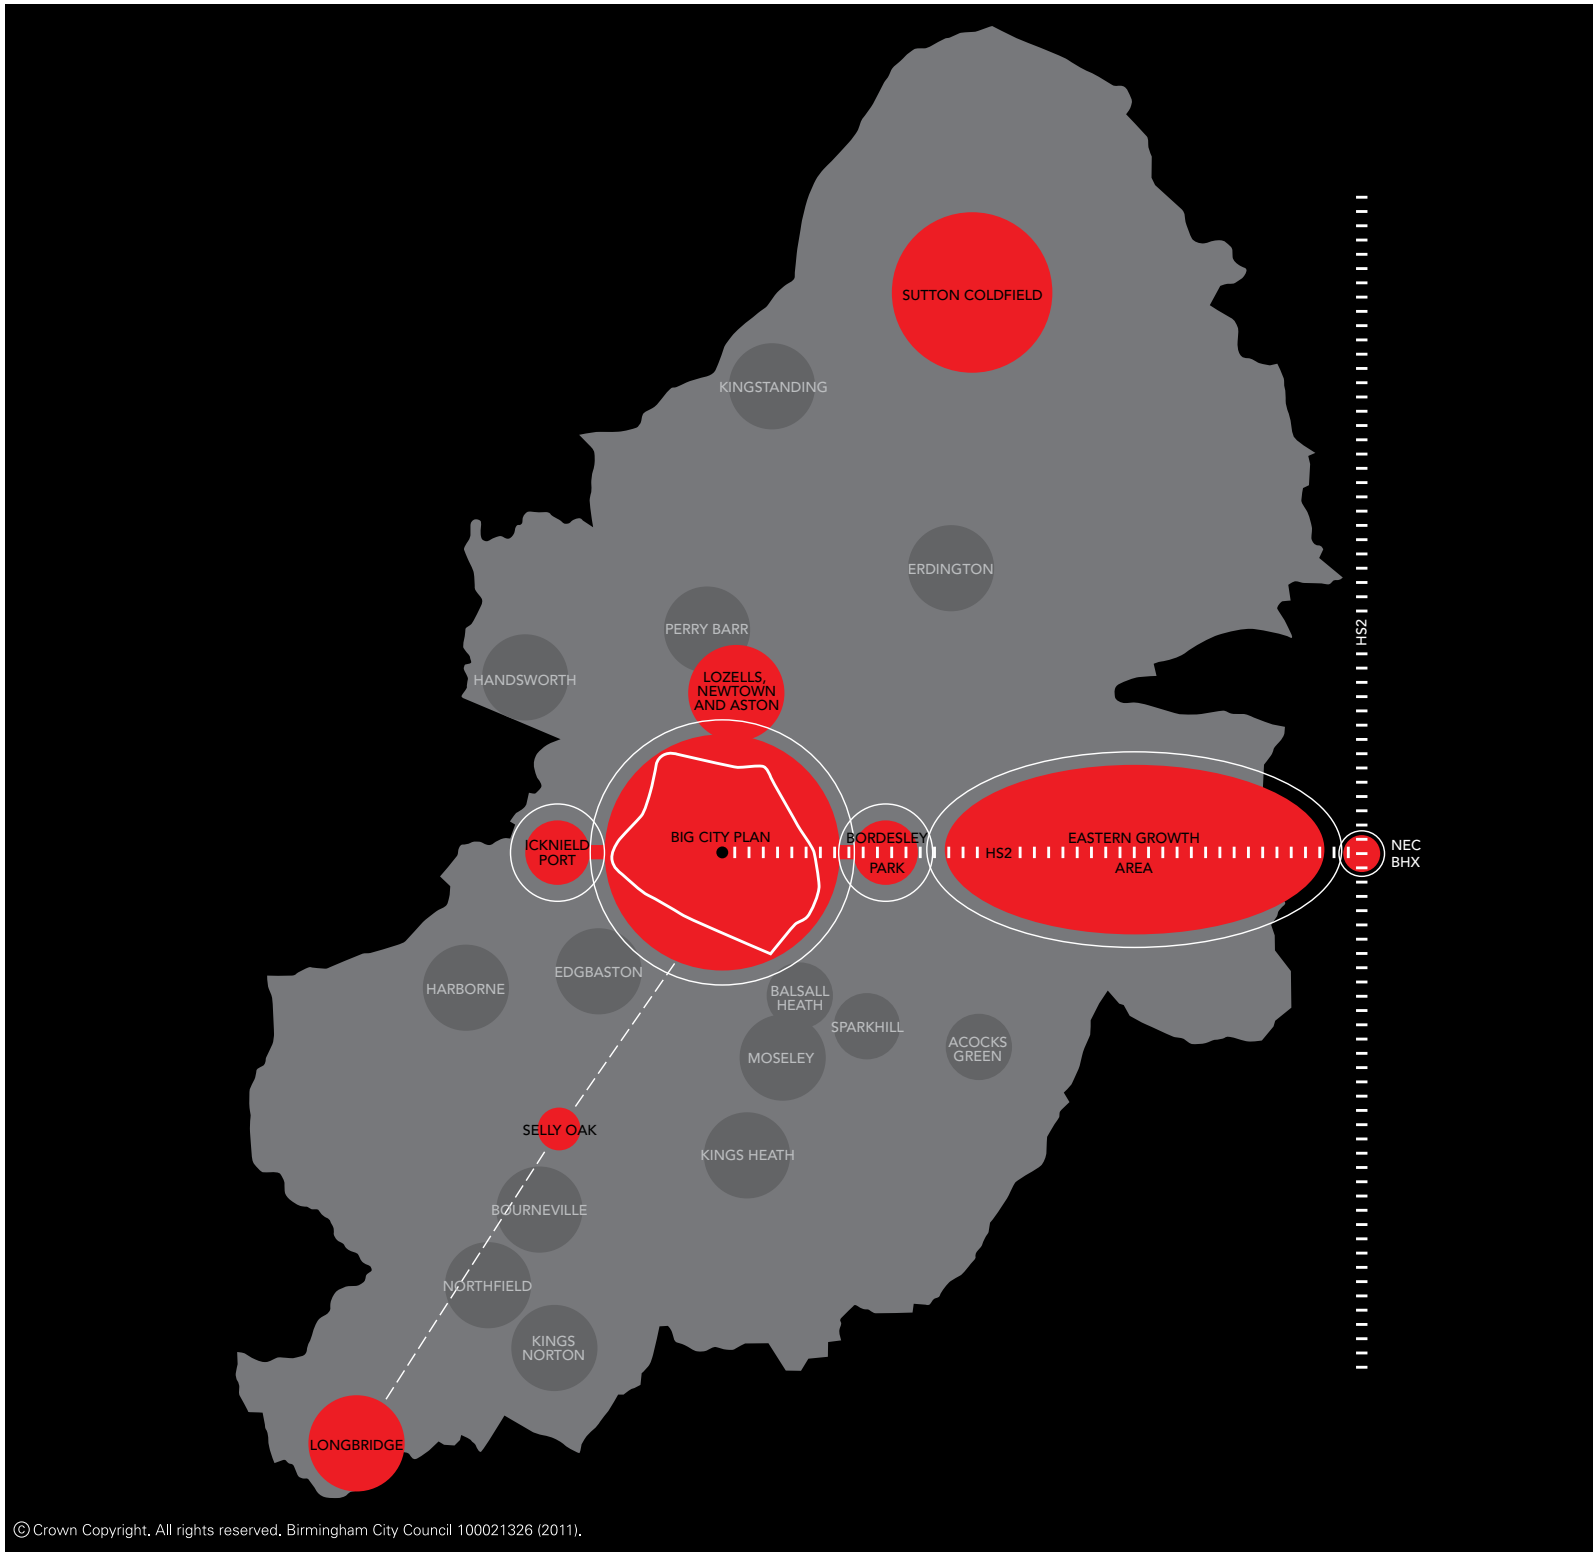 SUTTON COLDFIELD
KINGSTANDING
ERDINGTON
HS2
PERRY BARR
HANDSWORTH
LOZELLS,
NEWTOWN
AND ASTON
BIG CITY PLAN
ICKNIELD
PORT
BORDESLEY
PARK
HS2
EASTERN GROWTH
AREA
NEC
BHX
EDGBASTON
HARBORNE
BALSALL
HEATH
SPARKHILL
ACOCKS
GREEN
MOSELEY
SELLY OAK
KINGS HEATH
BOURNEVILLE
NORTHFIELD
KINGS
NORTON
LONGBRIDGE
© Crown Copyright. All rights reserved. Birmingham City Council 100021326 (2011).